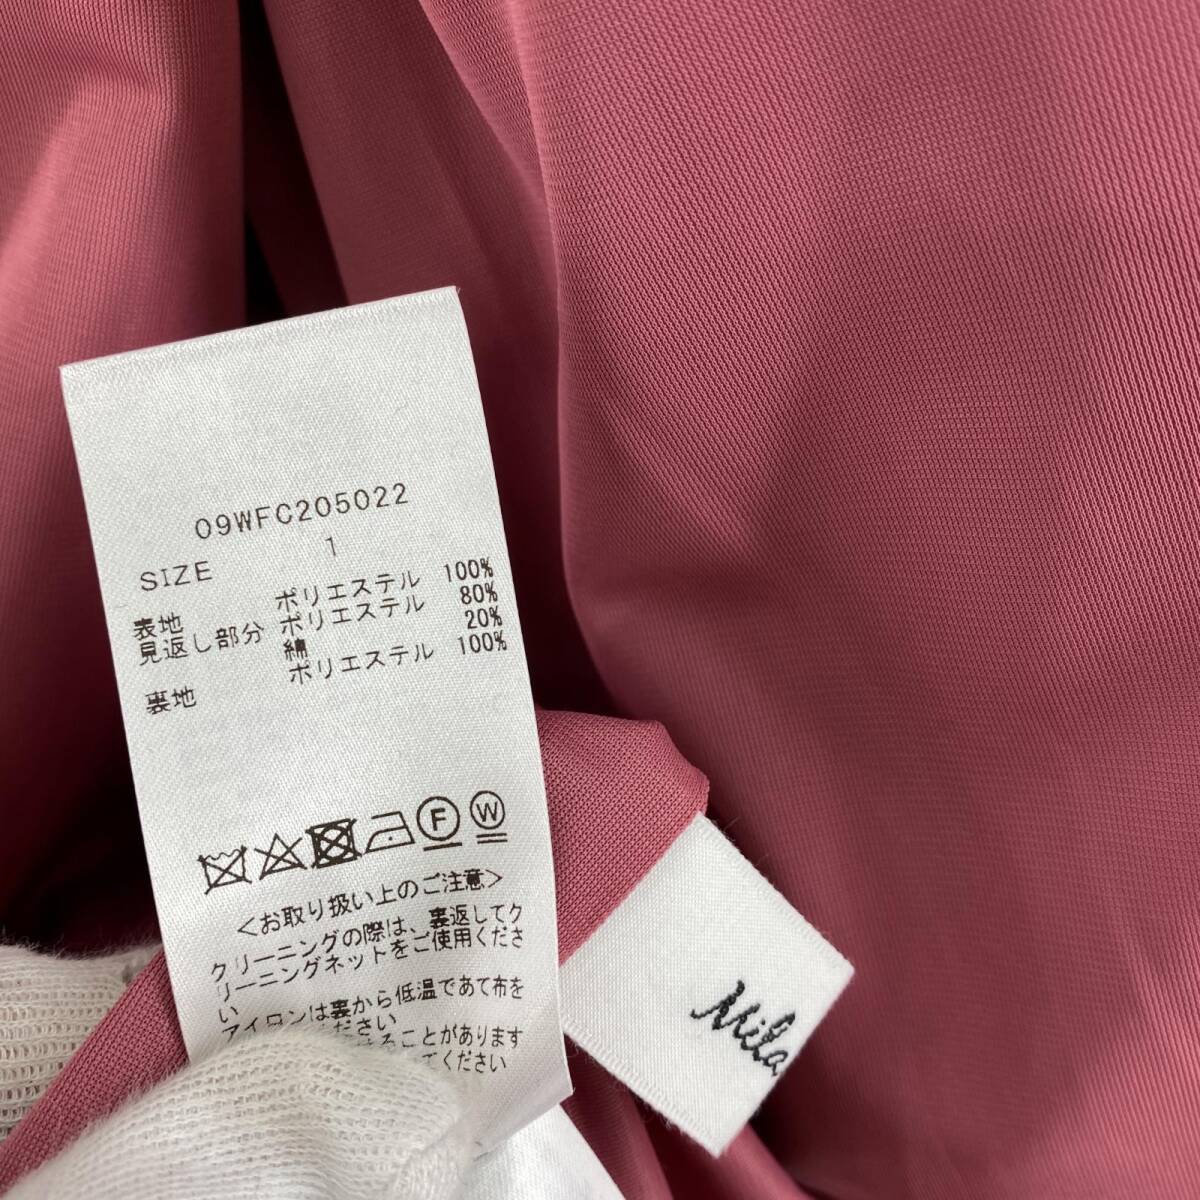 09WFC205022
SIZE 1
表地 ポリエステル 100%
見返し部分 ポリエステル 80%
綿 20%
裏地 ポリエステル 100%
F W
<お取り扱い上のご注意>
クリーニングの際は、裏返してク
リーニングネットをご使用くださ
い
アイロンは裏から低温であて布を
ださい
ることがあります
てください
Mila